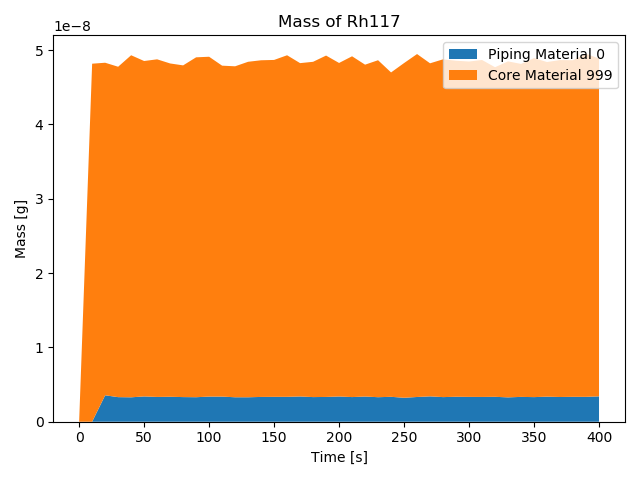 Mass of Rh117
1e−8
Piping Material 0
Core Material 999
5
4
3
2
1
0
Mass [g]
0 50 100 150 200 250 300 350 400
Time [s]